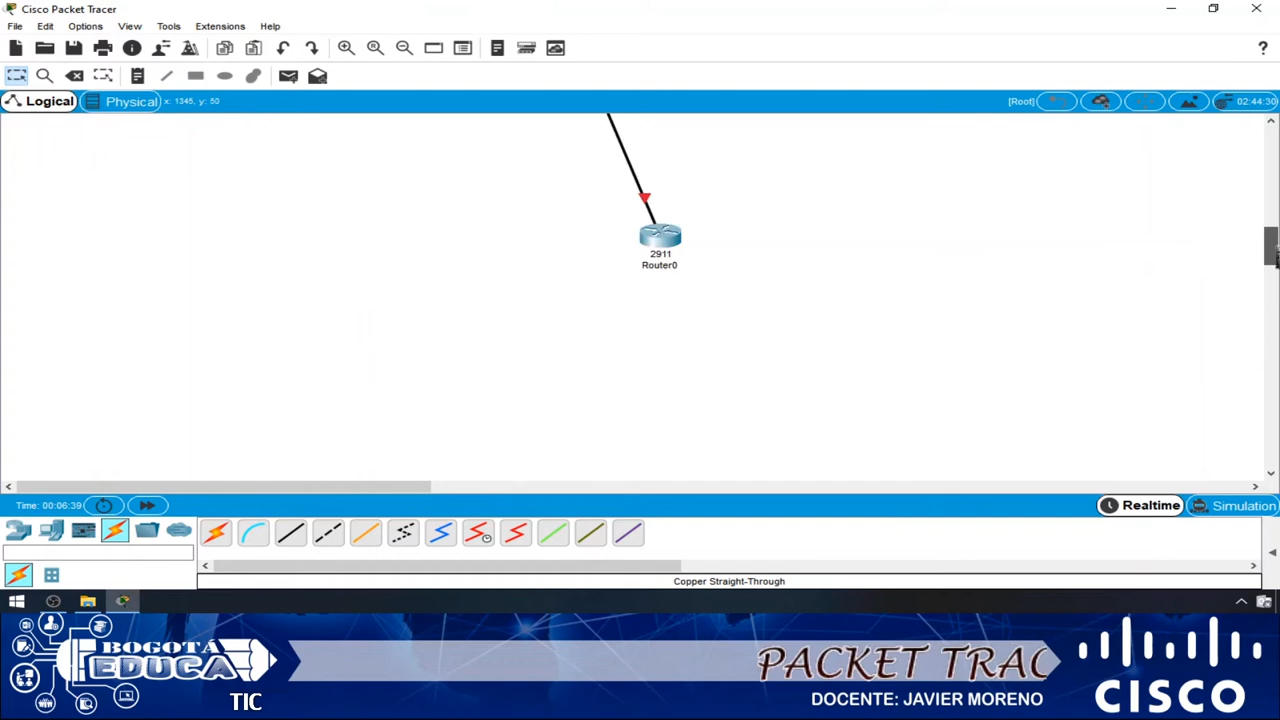 Cisco Packet Tracer
File Edit Options View Tools Extensions Help
Logical Physical x: 1345, y: 50 [Root] 02:44:30
2911
Router0
Time: 00:06:39 Realtime Simulation
Copper Straight-Through
BOGOTÁ
EDUCA
TIC
PACKET TRAC
DOCENTE: JAVIER MORENO
CISCO